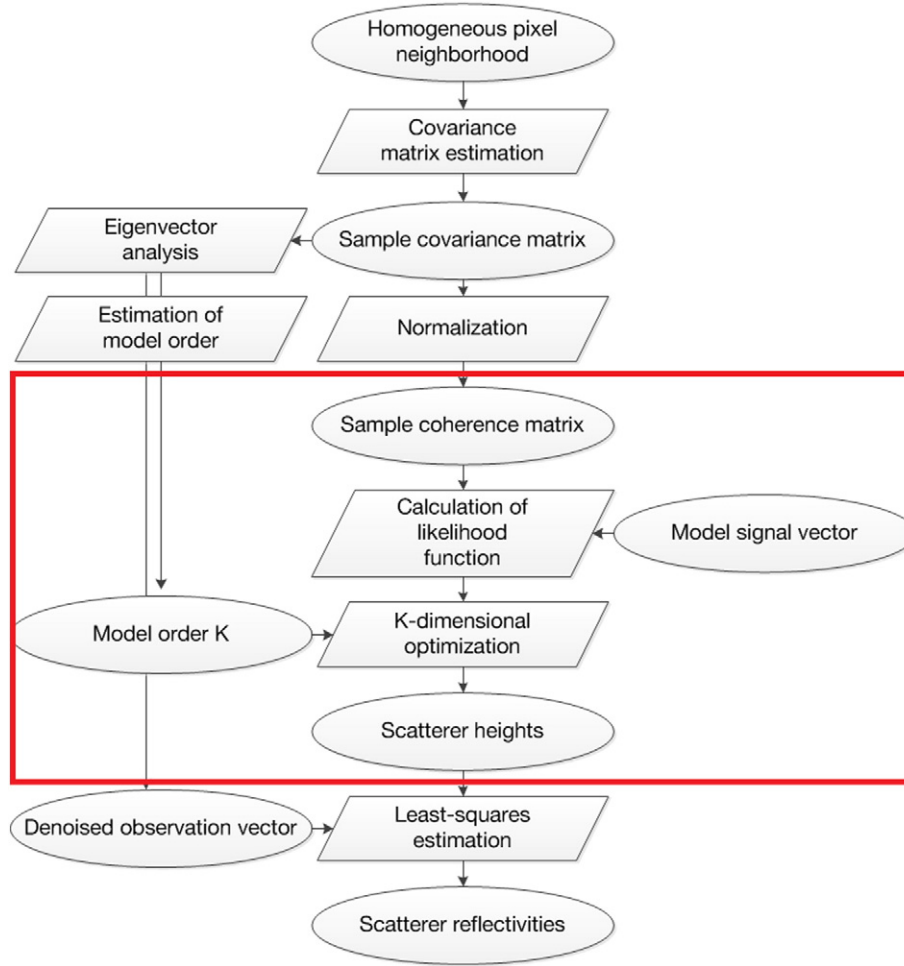 Homogeneous pixel
neighborhood
Covariance
matrix estimation
Eigenvector
analysis
Sample covariance matrix
Estimation of
model order
Normalization
Sample coherence matrix
Calculation of
likelihood
function
Model signal vector
Model order K
K-dimensional
optimization
Scatterer heights
Denoised observation vector
Least-squares
estimation
Scatterer reflectivities